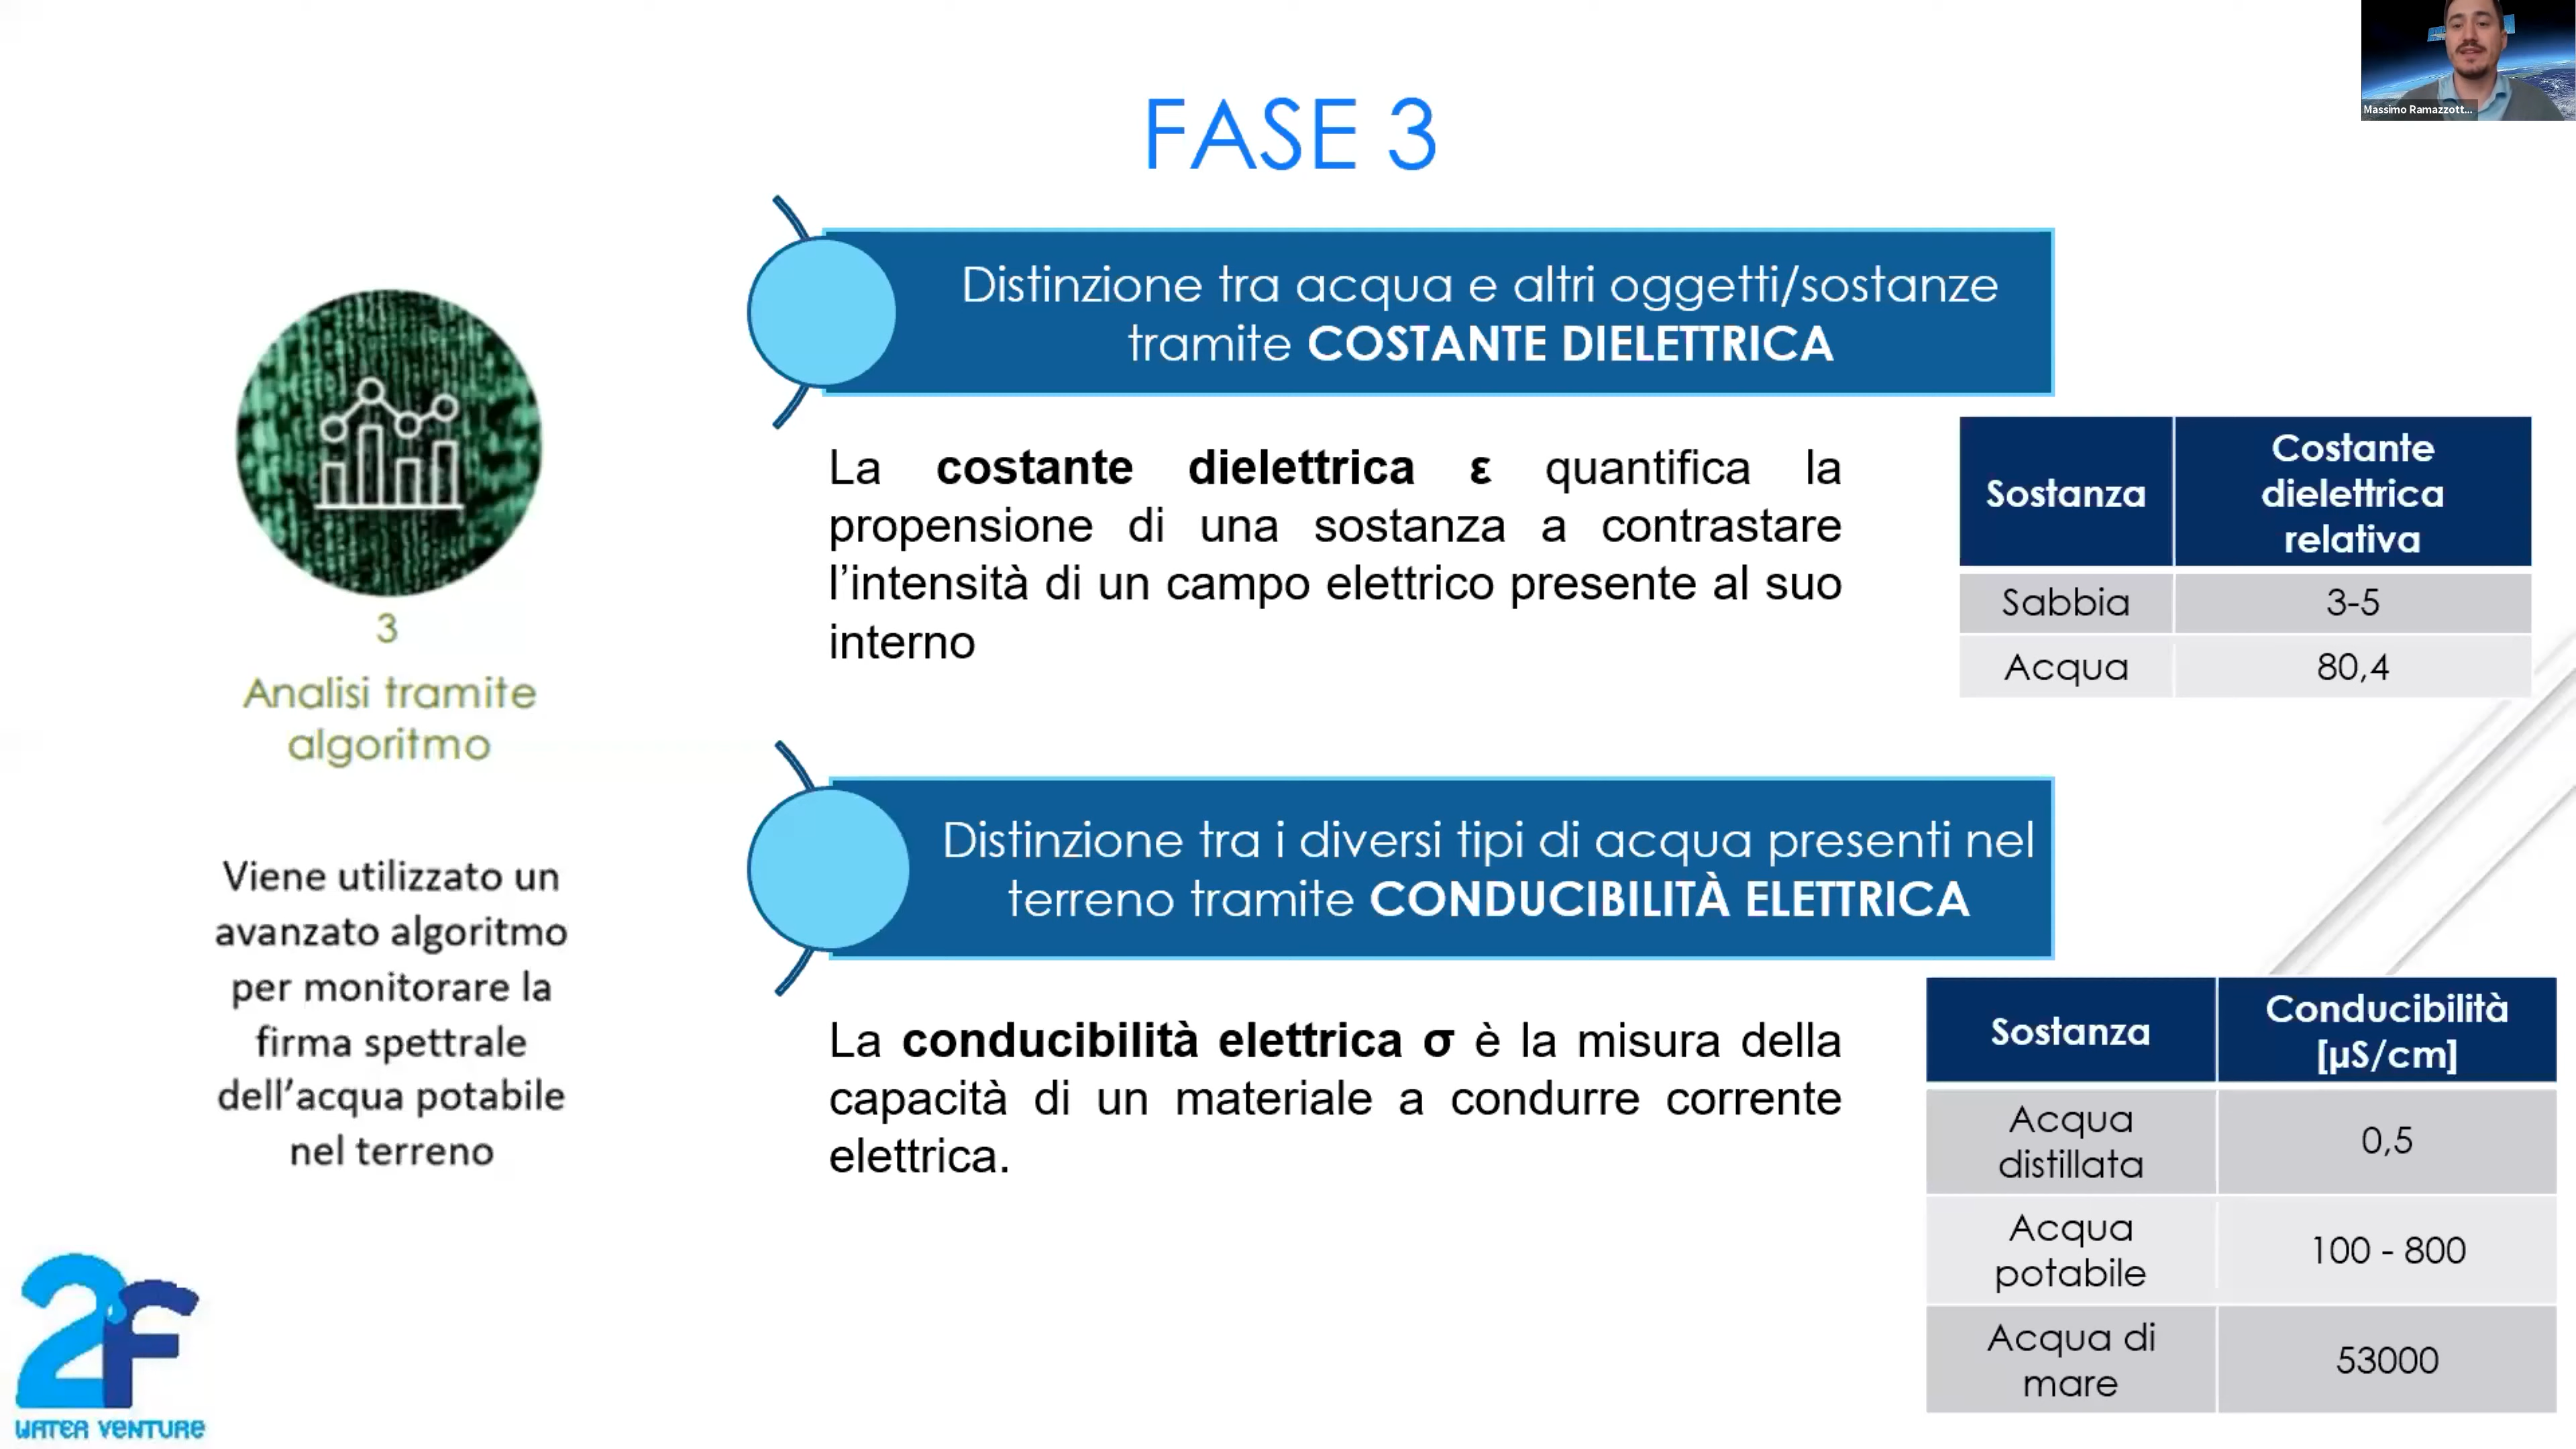 Massimo Ramazzott...
FASE 3
Distinzione tra acqua e altri oggetti/sostanze
tramite COSTANTE DIELETTRICA
La costante dielettrica ε quantifica la
propensione di una sostanza a contrastare
l’intensità di un campo elettrico presente al suo
interno
Sostanza
Costante
dielettrica
relativa
Sabbia
3-5
Acqua
80,4
3
Analisi tramite
algoritmo
Viene utilizzato un
avanzato algoritmo
per monitorare la
firma spettrale
dell’acqua potabile
nel terreno
Distinzione tra i diversi tipi di acqua presenti nel
terreno tramite CONDUCIBILITÀ ELETTRICA
La conducibilità elettrica σ è la misura della
capacità di un materiale a condurre corrente
elettrica.
Sostanza
Conducibilità
[µS/cm]
Acqua
distillata
0,5
Acqua
potabile
100 - 800
Acqua di
mare
53000
2F
WATER VENTURE